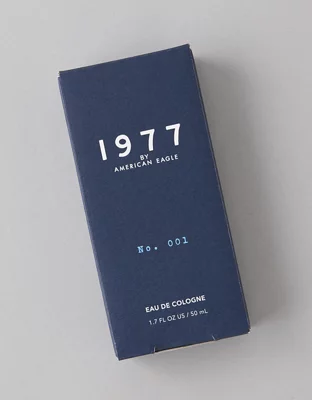 1977
BY
AMERICAN EAGLE
No. 001
EAU DE COLOGNE
1.7 FL OZ US / 50 mL